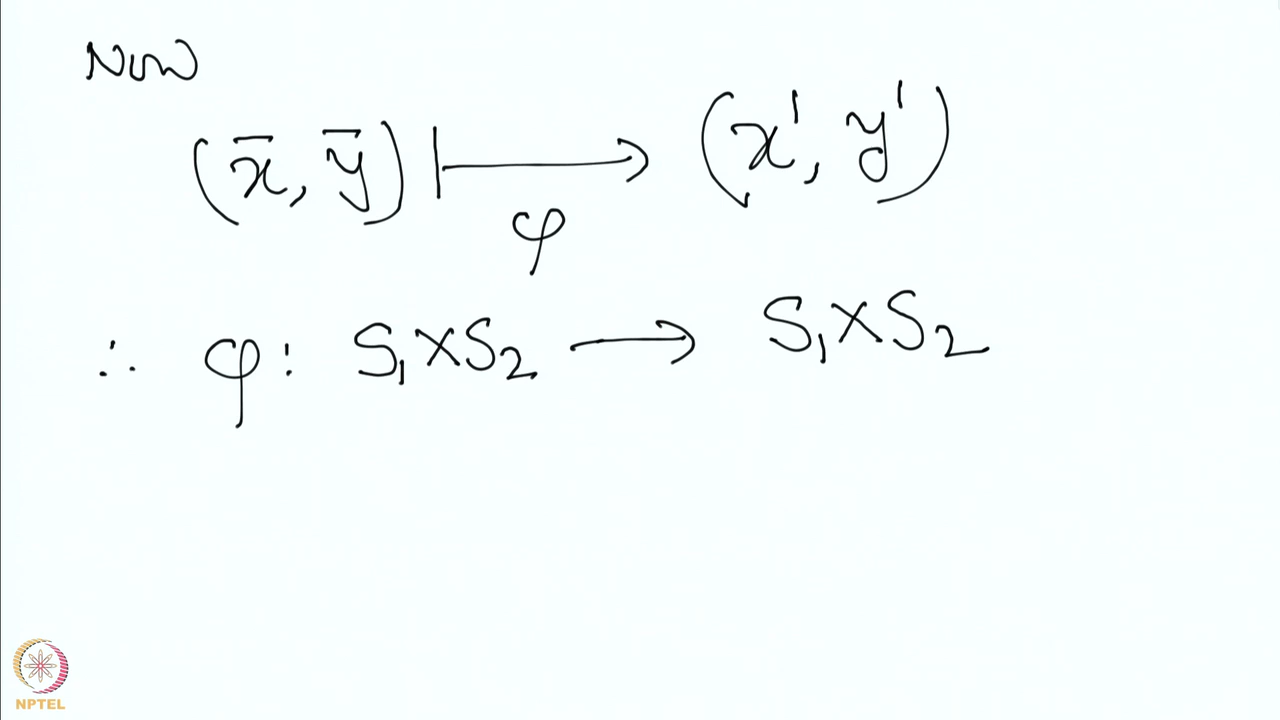 Now
(x̄, ȳ) ⟼ (x', y')
φ
∴ φ: S₁×S₂ ⟶ S₁×S₂
NPTEL